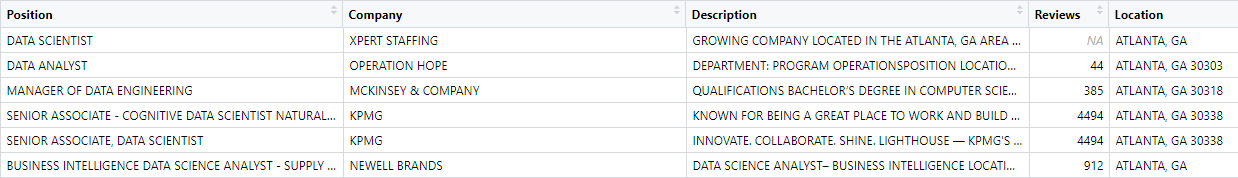 Position Company Description Reviews Location
DATA SCIENTIST XPERT STAFFING GROWING COMPANY LOCATED IN THE ATLANTA, GA AREA ... NA ATLANTA, GA
DATA ANALYST OPERATION HOPE DEPARTMENT: PROGRAM OPERATIONSPOSITION LOCATIO... 44 ATLANTA, GA 30303
MANAGER OF DATA ENGINEERING MCKINSEY & COMPANY QUALIFICATIONS BACHELOR'S DEGREE IN COMPUTER SCIE... 385 ATLANTA, GA 30318
SENIOR ASSOCIATE - COGNITIVE DATA SCIENTIST NATURAL... KPMG KNOWN FOR BEING A GREAT PLACE TO WORK AND BUILD ... 4494 ATLANTA, GA 30338
SENIOR ASSOCIATE, DATA SCIENTIST KPMG INNOVATE. COLLABORATE. SHINE. LIGHTHOUSE — KPMG'S ... 4494 ATLANTA, GA 30338
BUSINESS INTELLIGENCE DATA SCIENCE ANALYST - SUPPLY ... NEWELL BRANDS DATA SCIENCE ANALYST– BUSINESS INTELLIGENCE LOCATI... 912 ATLANTA, GA